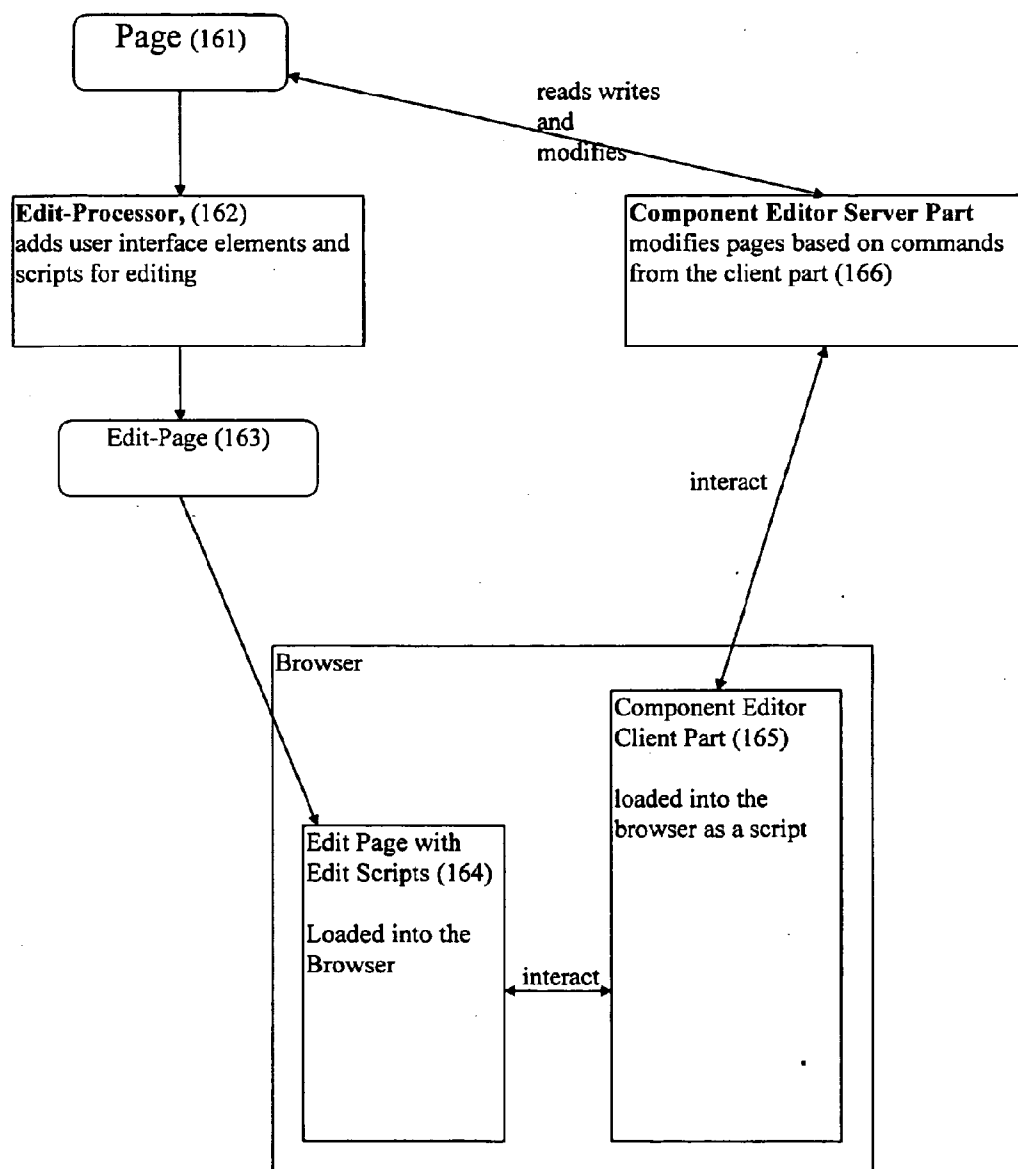 Page (161)
reads writes
and
modifies
Edit-Processor, (162)
adds user interface elements and
scripts for editing
Component Editor Server Part
modifies pages based on commands
from the client part (166)
Edit-Page (163)
interact
Browser
Component Editor
Client Part (165)
loaded into the
browser as a script
Edit Page with
Edit Scripts (164)
Loaded into the
Browser
interact